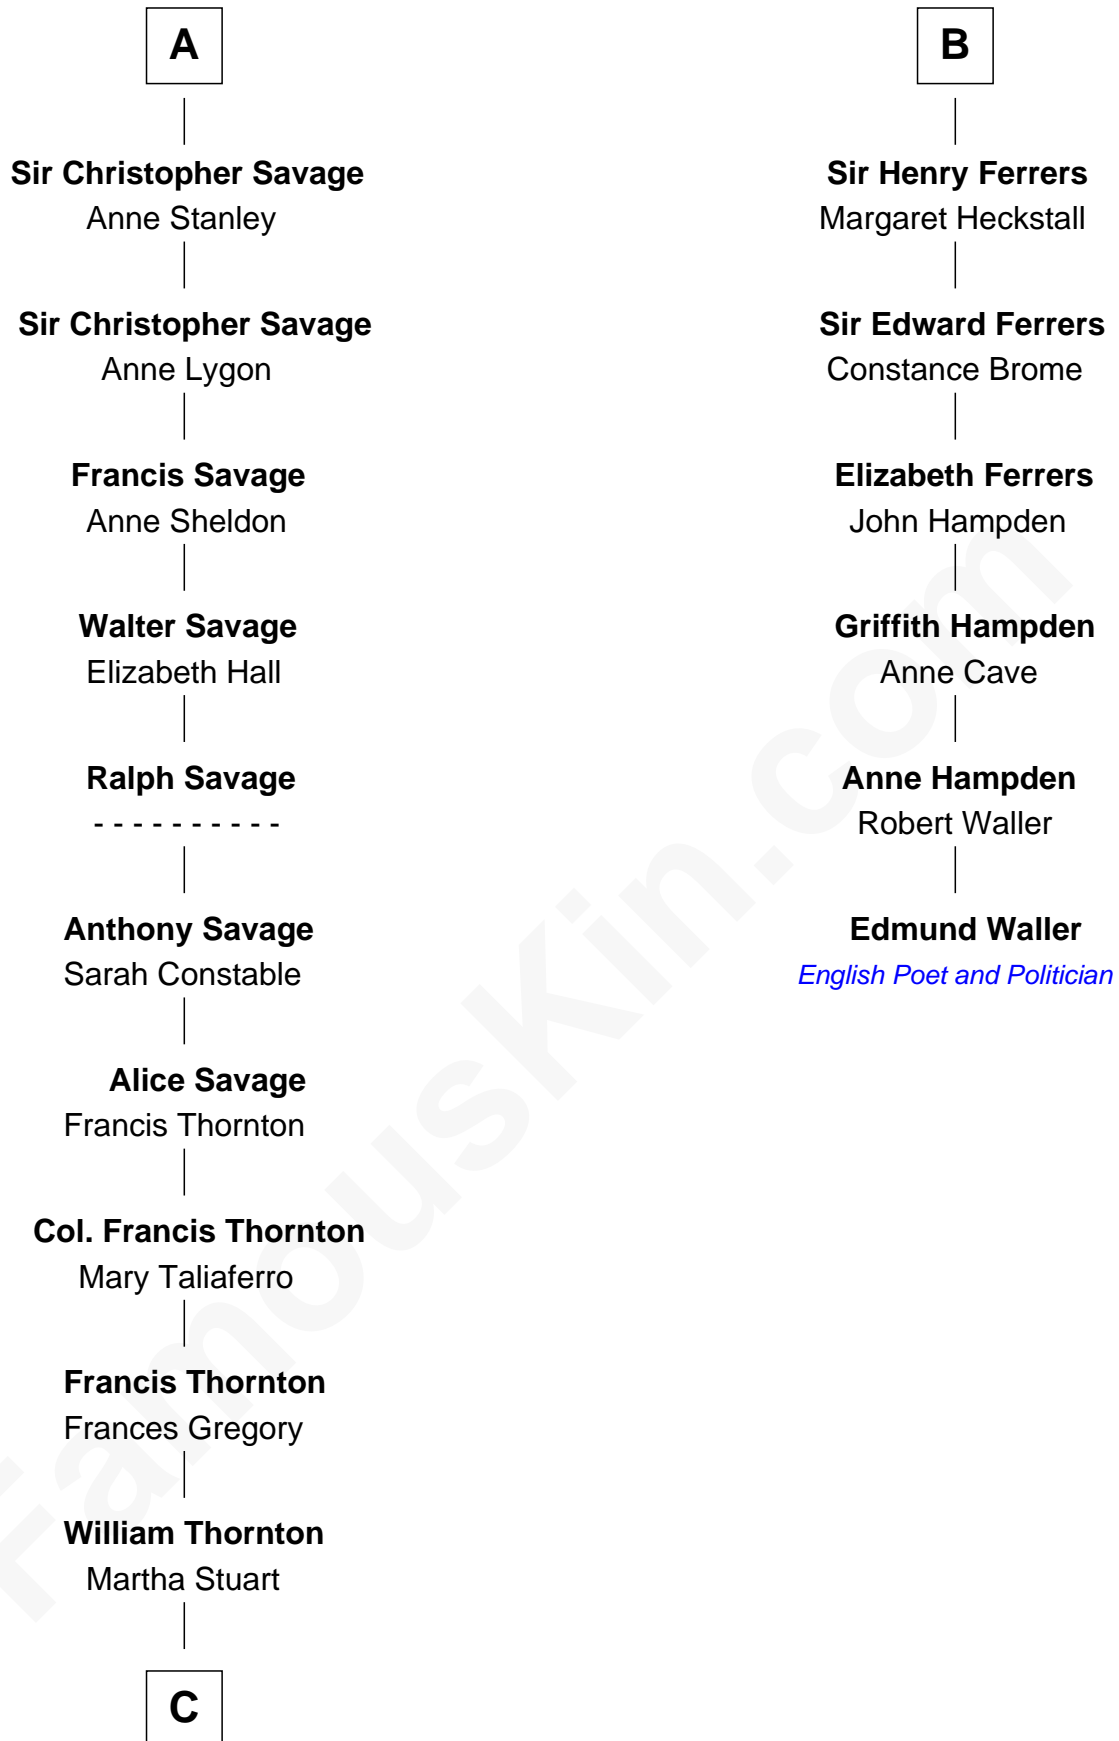 A
Sir Christopher Savage
Anne Stanley
Sir Christopher Savage
Anne Lygon
Francis Savage
Anne Sheldon
Walter Savage
Elizabeth Hall
Ralph Savage
- - - - - - - - - -
Anthony Savage
Sarah Constable
Alice Savage
Francis Thornton
Col. Francis Thornton
Mary Taliaferro
Francis Thornton
Frances Gregory
William Thornton
Martha Stuart
C
B
Sir Henry Ferrers
Margaret Heckstall
Sir Edward Ferrers
Constance Brome
Elizabeth Ferrers
John Hampden
Griffith Hampden
Anne Cave
Anne Hampden
Robert Waller
Edmund Waller
English Poet and Politician
FamousKin.com